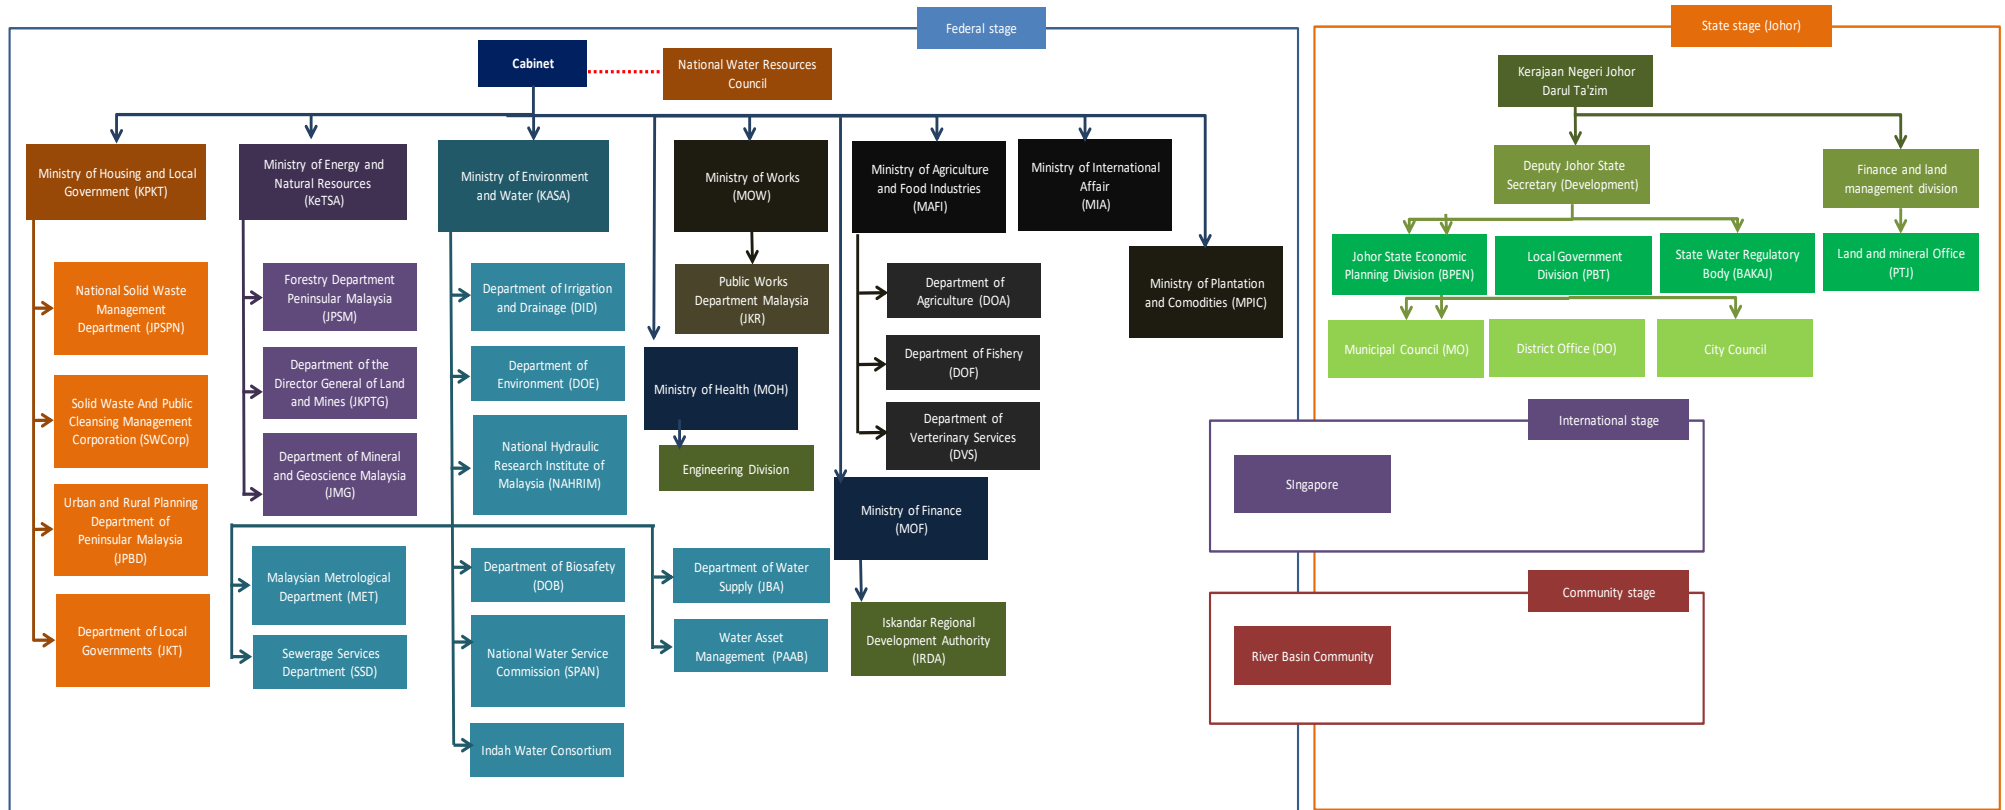 Federal stage
State stage (Johor)
Cabinet
National Water Resources
Council
Kerajaan Negeri Johor
Darul Ta'zim
Ministry of Housing and Local
Government (KPKT)
Ministry of Energy and
Natural Resources
(KeTSA)
Ministry of Environment
and Water (KASA)
Ministry of Works
(MOW)
Ministry of Agriculture
and Food Industries
(MAFI)
Ministry of International
Affair
(MIA)
Deputy Johor State
Secretary (Development)
Finance and land
management division
Ministry of Plantation
and Comodities (MPIC)
Johor State Economic
Planning Division (BPEN)
Local Government
Division (PBT)
State Water Regulatory
Body (BAKAJ)
Land and mineral Office
(PTJ)
National Solid Waste
Management
Department (JPSPN)
Forestry Department
Peninsular Malaysia
(JPSM)
Department of Irrigation
and Drainage (DID)
Public Works
Department Malaysia
(JKR)
Department of
Agriculture (DOA)
Municipal Council (MO)
District Office (DO)
City Council
Department of the
Director General of Land
and Mines (JKPTG)
Department of
Environment (DOE)
Ministry of Health (MOH)
Department of Fishery
(DOF)
Solid Waste And Public
Cleansing Management
Corporation (SWCorp)
Department of Mineral
and Geoscience Malaysia
(JMG)
National Hydraulic
Research Institute of
Malaysia (NAHRIM)
Engineering Division
Department of
Verterinary Services
(DVS)
International stage
SIngapore
Urban and Rural Planning
Department of
Peninsular Malaysia
(JPBD)
Ministry of Finance
(MOF)
Malaysian Metrological
Department (MET)
Department of Biosafety
(DOB)
Department of Water
Supply (JBA)
Community stage
Department of Local
Governments (JKT)
Sewerage Services
Department (SSD)
National Water Service
Commission (SPAN)
Water Asset
Management (PAAB)
Iskandar Regional
Development Authority
(IRDA)
River Basin Community
Indah Water Consortium